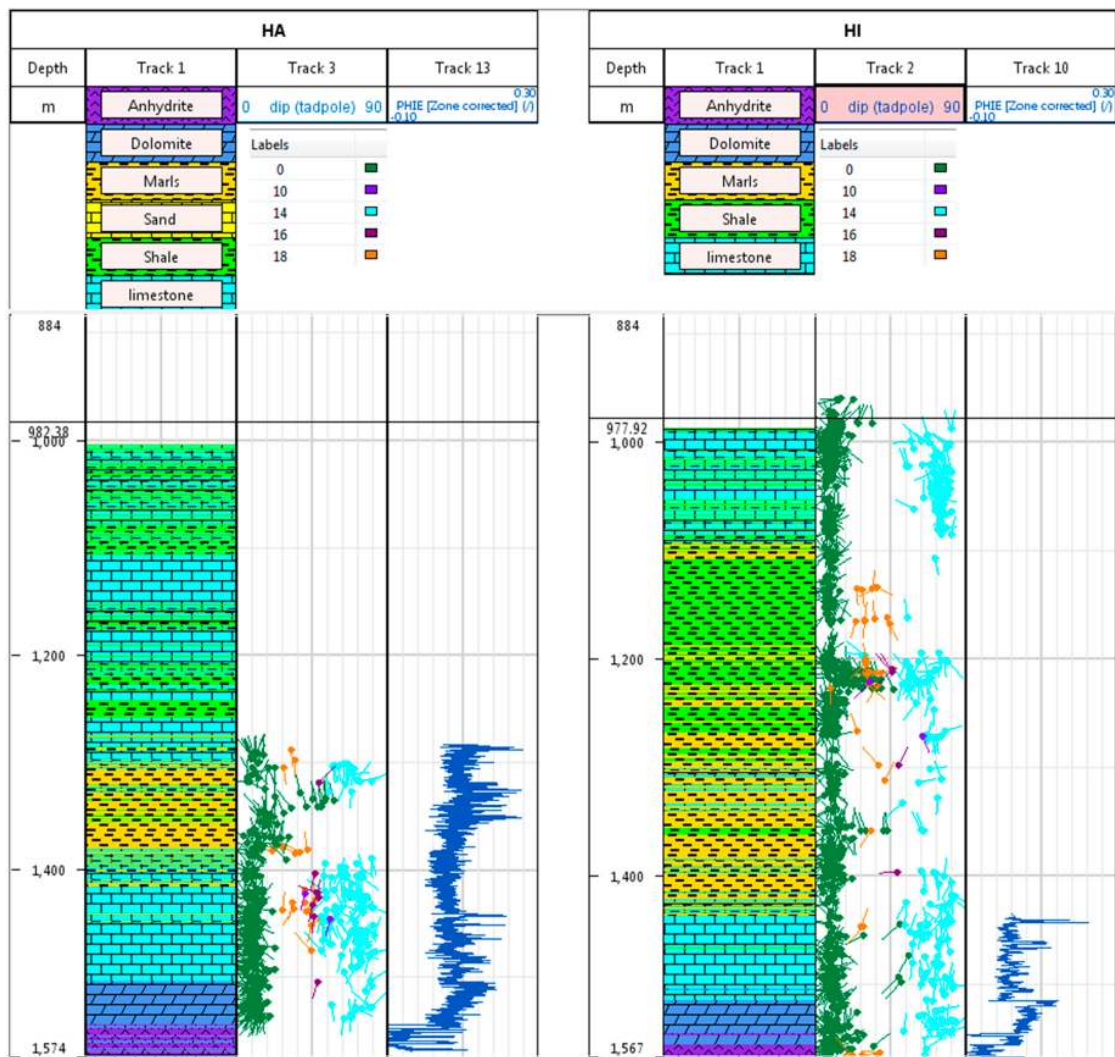 HA
HI
Depth Track 1 Track 3 Track 13
Depth Track 1 Track 2 Track 10
m Anhydrite 0 dip (tadpole) 90 0.30 PHIE [Zone corrected] (/) -0.10
m Anhydrite 0 dip (tadpole) 90 0.30 PHIE [Zone corrected] (/) -0.10
Dolomite
Marls
Sand
Shale
limestone
Labels
0
10
14
16
18
Dolomite
Marls
Shale
limestone
Labels
0
10
14
16
18
884
982.38
1,000
1,200
1,400
1,574
884
977.92
1,000
1,200
1,400
1,567